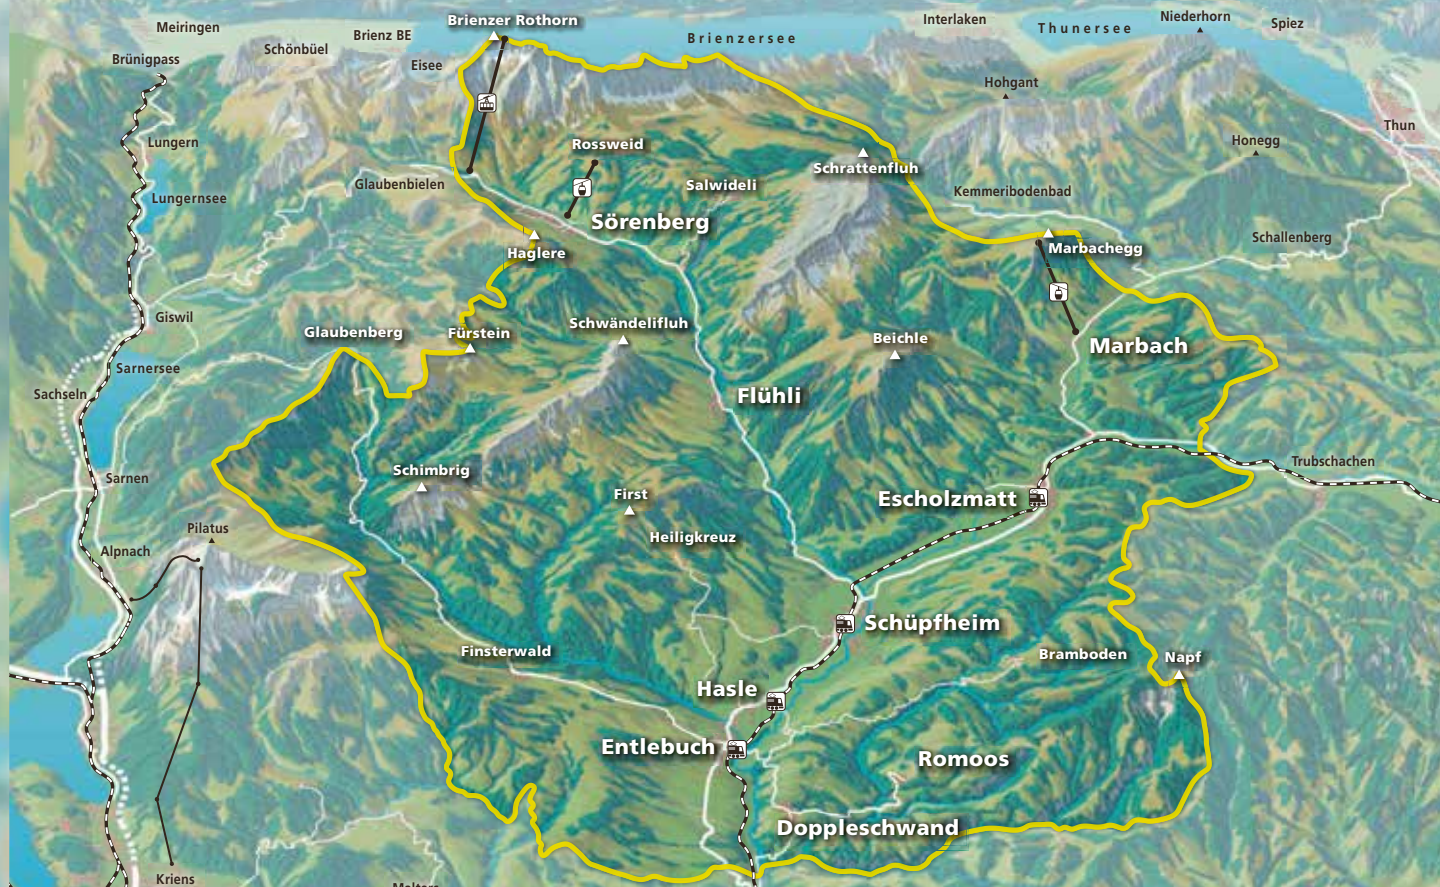 Brienzer Rothorn
Interlaken
Niederhorn
Spiez
Meiringen
Thunersee
Brienz BE
Brienzersee
Schönbüel
Brünigpass
Eisee
Hohgant
Thun
Lungern
Rossweid
Honegg
Schrattenfluh
Glaubenbielen
Salwideli
Kemmeribodenbad
Lungernsee
Sörenberg
Schallenberg
Haglere
Marbachegg
Giswil
Glaubenberg
Fürstein
Schwändelifluh
Beichle
Marbach
Sarnersee
Sachseln
Flühli
Trubschachen
Schimbrig
Sarnen
First
Escholzmatt
Pilatus
Heiligkreuz
Alpnach
Schüpfheim
Finsterwald
Bramboden
Napf
Hasle
Entlebuch
Romoos
Doppleschwand
Kriens